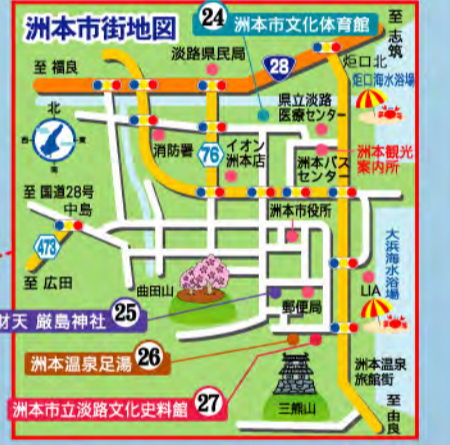 洲本市街地図
24 洲本市文化体育館
至志筑
淡路県民局
28
炬口北
炬口海水浴場
至 福良
県立淡路
医療センター
北
西
東
南
消防署
76
イオン
洲本店
洲本バス
センター
洲本観光
案内所
至 国道28号
中島
洲本市役所
473
至 広田
大浜海水浴場
曲田山
LIA
財天 厳島神社 25
郵便局
洲本温泉足湯 26
洲本温泉
旅館街
洲本市立淡路文化史料館 27
三熊山
至由良